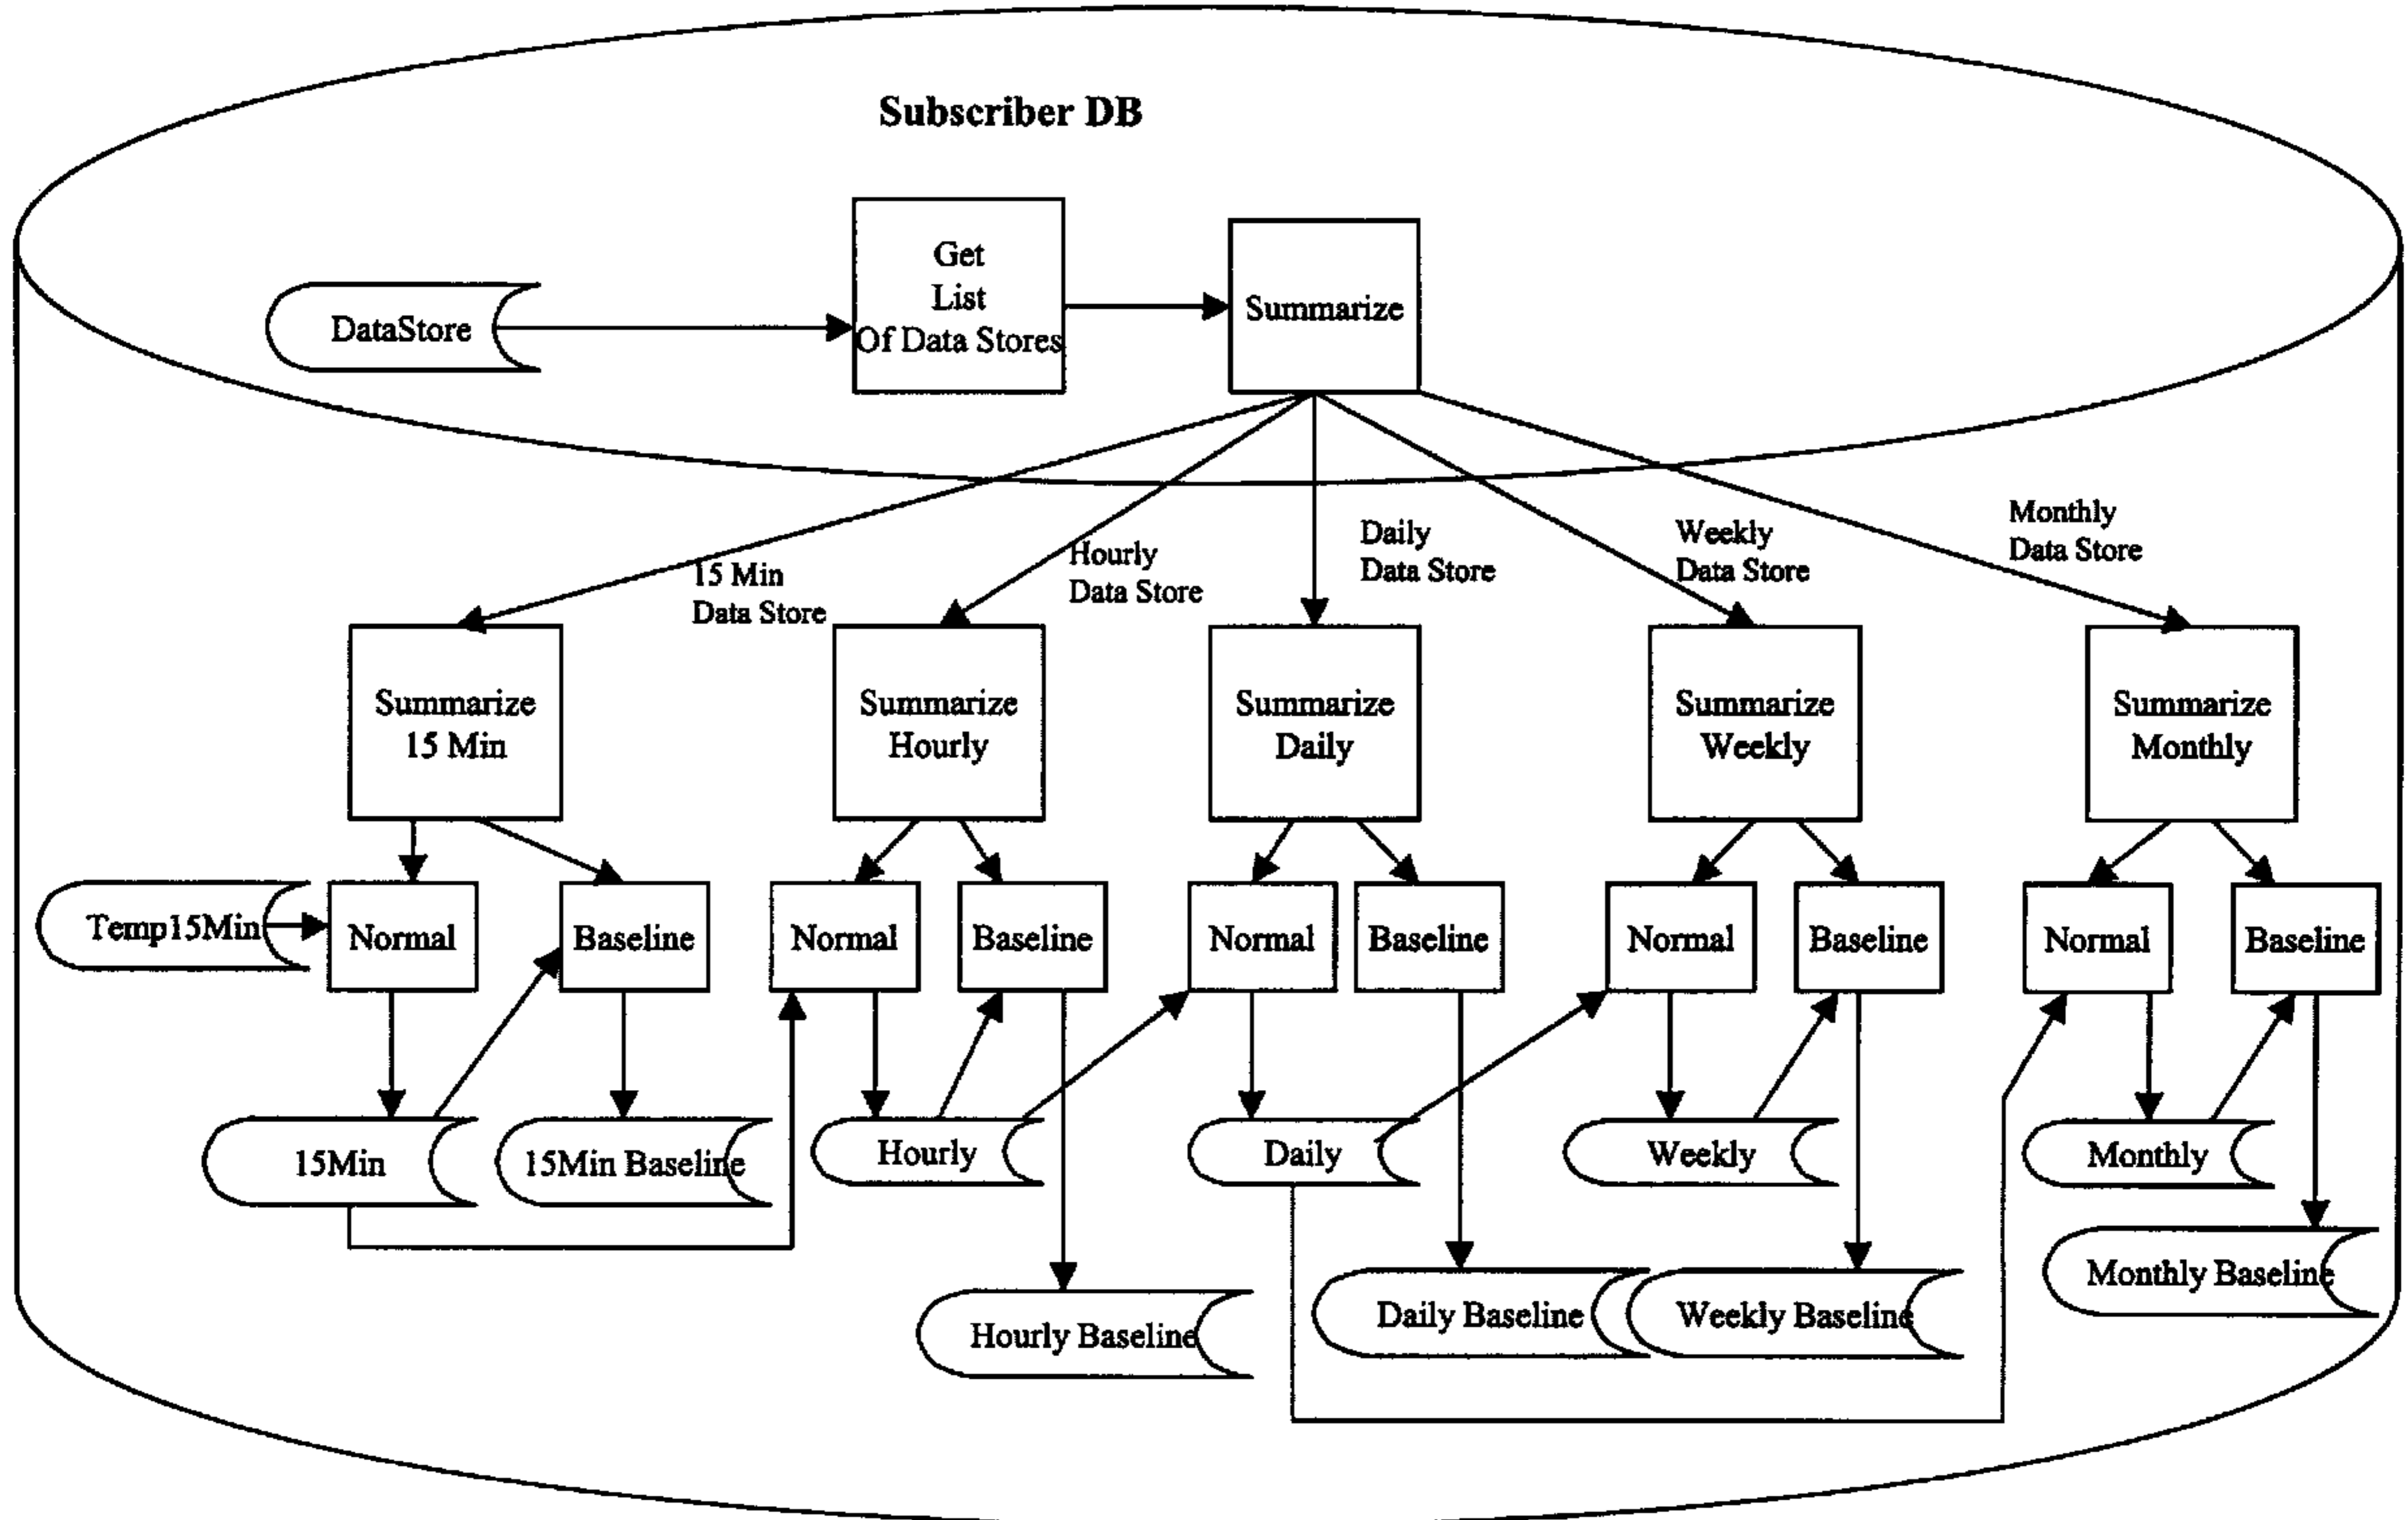 Subscriber DB
Get
List
Of Data Stores
Summarize
DataStore
15 Min
Data Store
Hourly
Data Store
Daily
Data Store
Weekly
Data Store
Monthly
Data Store
Summarize
15 Min
Summarize
Hourly
Summarize
Daily
Summarize
Weekly
Summarize
Monthly
Temp15Min
Normal
Baseline
Normal
Baseline
Normal
Baseline
Normal
Baseline
Normal
Baseline
15Min
15Min Baseline
Hourly
Daily
Weekly
Monthly
Hourly Baseline
Daily Baseline
Weekly Baseline
Monthly Baseline